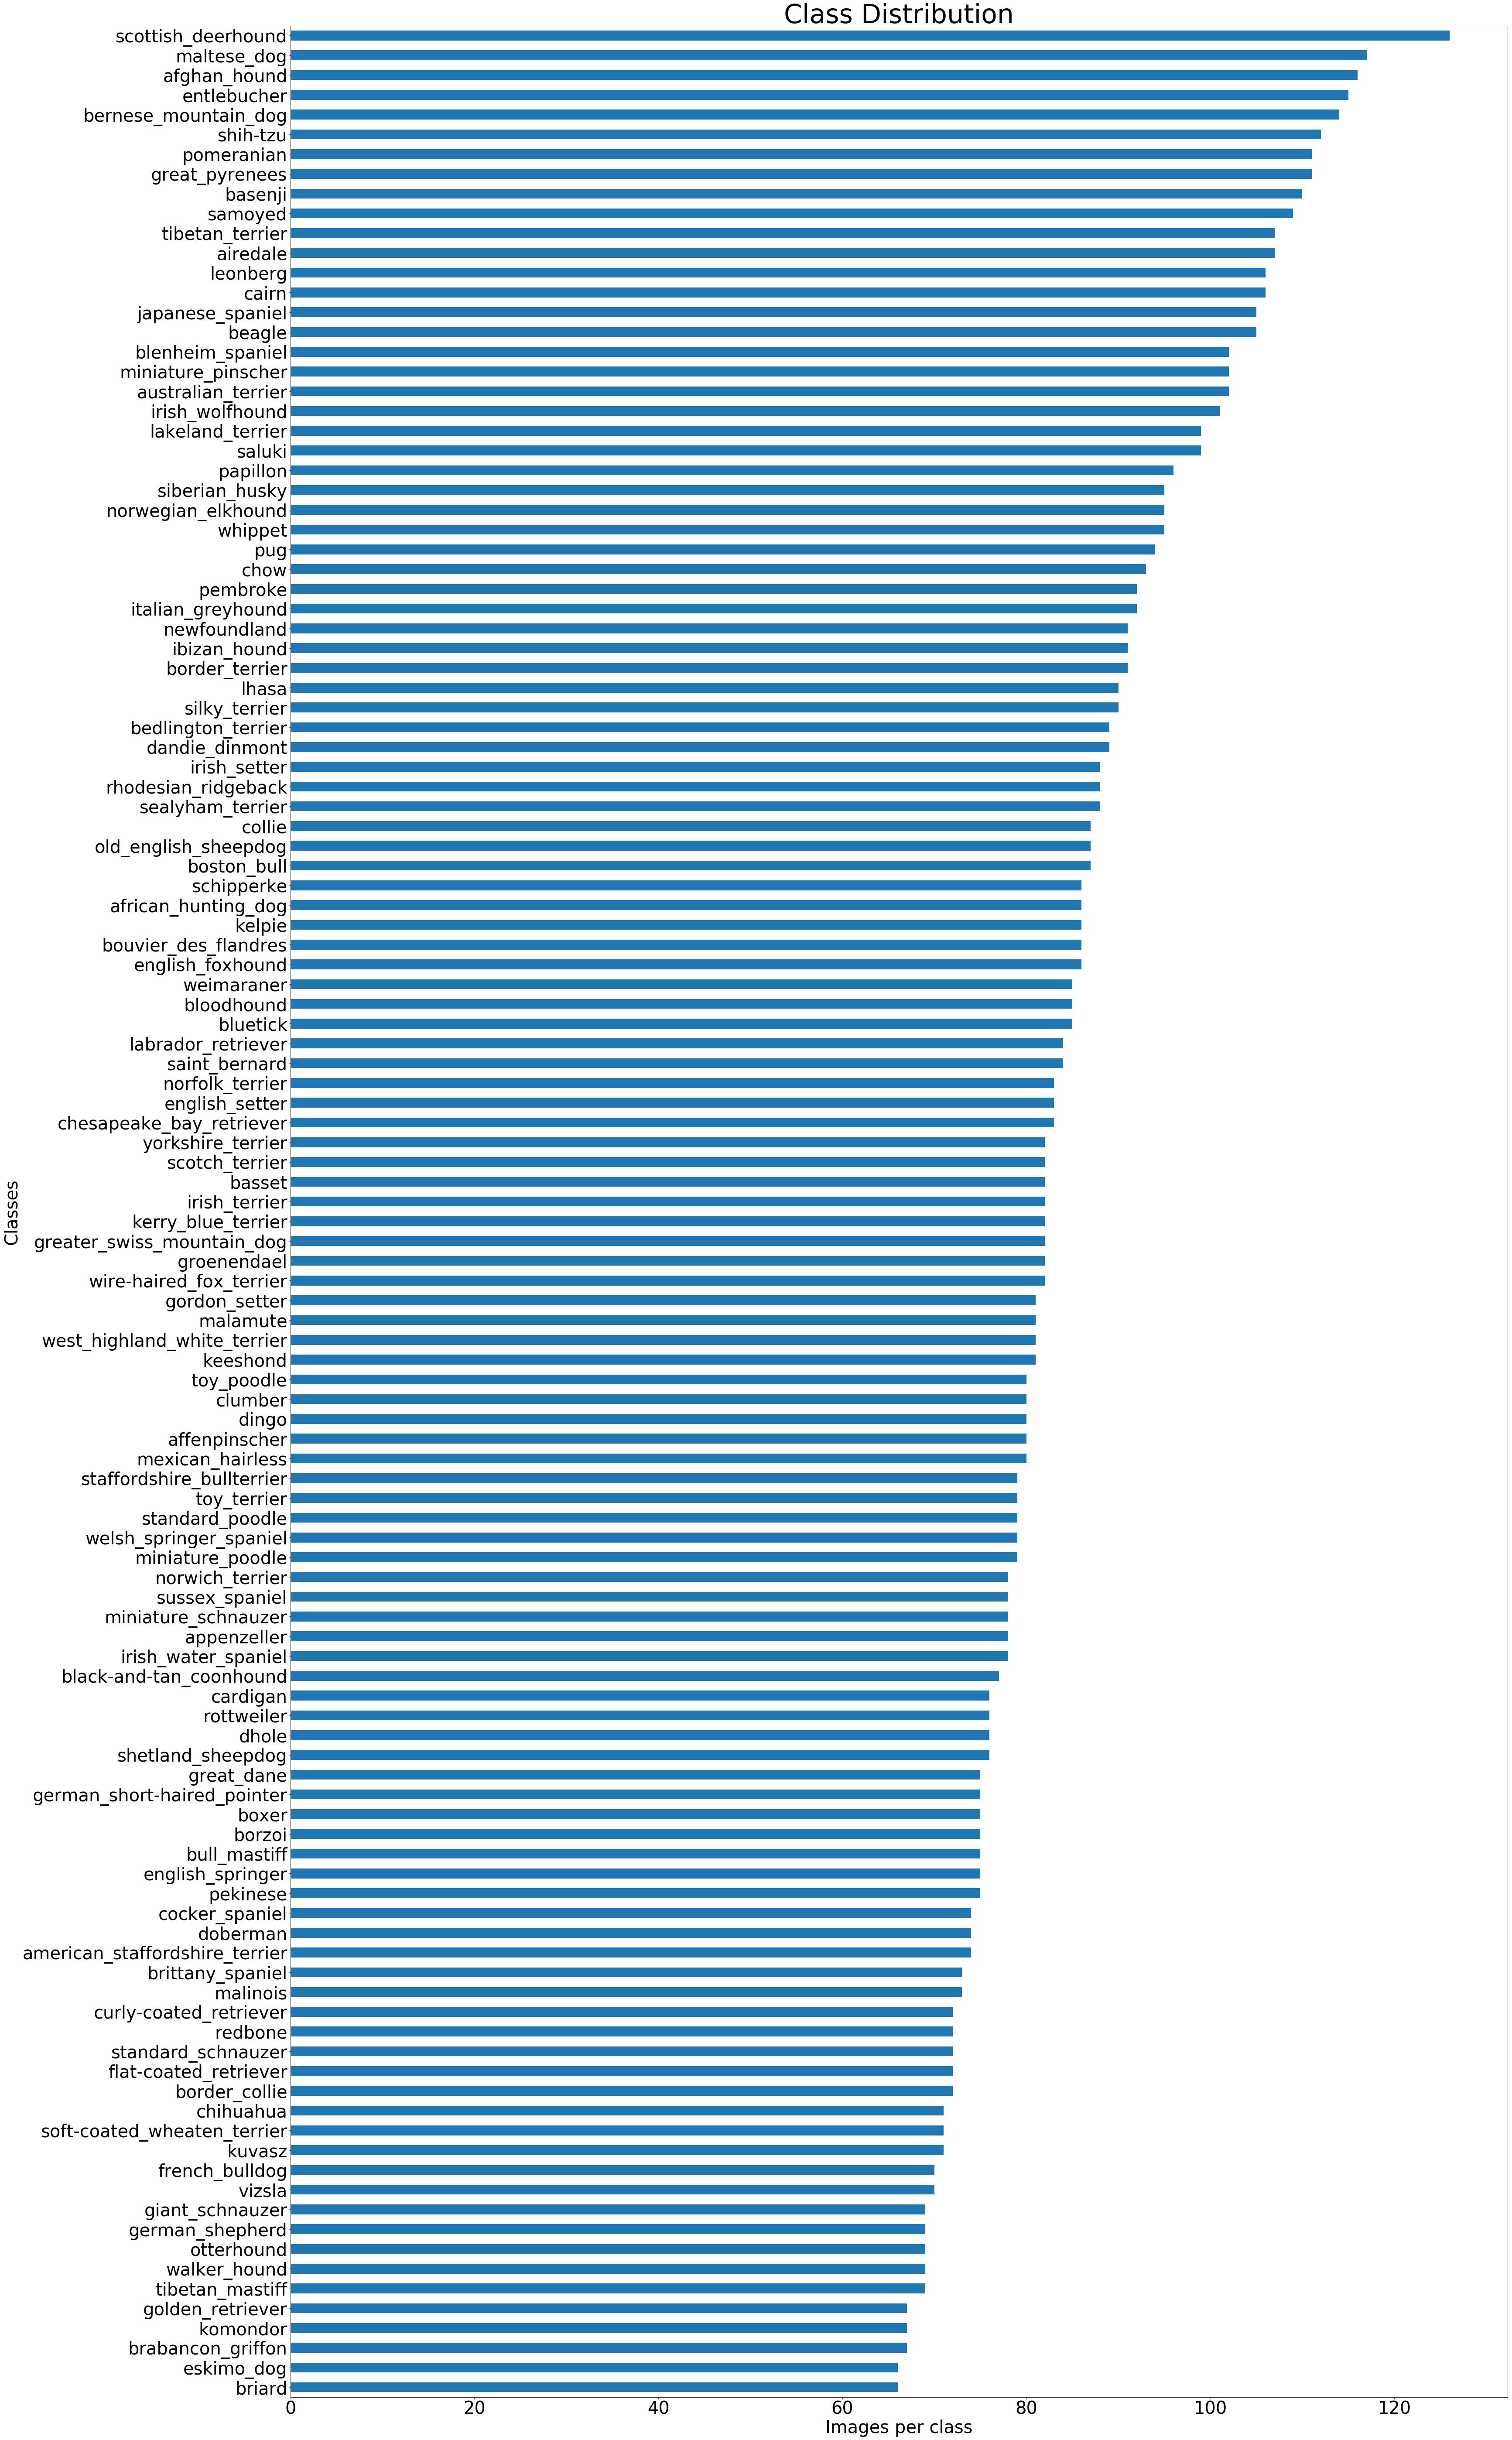 Class Distribution
scottish_deerhound
maltese_dog
afghan_hound
entlebucher
bernese_mountain_dog
shih-tzu
pomeranian
great_pyrenees
basenji
samoyed
tibetan_terrier
airedale
leonberg
cairn
japanese_spaniel
beagle
blenheim_spaniel
miniature_pinscher
australian_terrier
irish_wolfhound
lakeland_terrier
saluki
papillon
siberian_husky
norwegian_elkhound
whippet
pug
chow
pembroke
italian_greyhound
newfoundland
ibizan_hound
border_terrier
lhasa
silky_terrier
bedlington_terrier
dandie_dinmont
irish_setter
rhodesian_ridgeback
sealyham_terrier
collie
old_english_sheepdog
boston_bull
schipperke
african_hunting_dog
kelpie
bouvier_des_flandres
english_foxhound
weimaraner
bloodhound
bluetick
labrador_retriever
saint_bernard
norfolk_terrier
english_setter
chesapeake_bay_retriever
yorkshire_terrier
scotch_terrier
basset
irish_terrier
kerry_blue_terrier
greater_swiss_mountain_dog
groenendael
wire-haired_fox_terrier
gordon_setter
malamute
west_highland_white_terrier
keeshond
toy_poodle
clumber
dingo
affenpinscher
mexican_hairless
staffordshire_bullterrier
toy_terrier
standard_poodle
welsh_springer_spaniel
miniature_poodle
norwich_terrier
sussex_spaniel
miniature_schnauzer
appenzeller
irish_water_spaniel
black-and-tan_coonhound
cardigan
rottweiler
dhole
shetland_sheepdog
great_dane
german_short-haired_pointer
boxer
borzoi
bull_mastiff
english_springer
pekinese
cocker_spaniel
doberman
american_staffordshire_terrier
brittany_spaniel
malinois
curly-coated_retriever
redbone
standard_schnauzer
flat-coated_retriever
border_collie
chihuahua
soft-coated_wheaten_terrier
kuvasz
french_bulldog
vizsla
giant_schnauzer
german_shepherd
otterhound
walker_hound
tibetan_mastiff
golden_retriever
komondor
brabancon_griffon
eskimo_dog
briard
Classes
0 20 40 60 80 100 120
Images per class